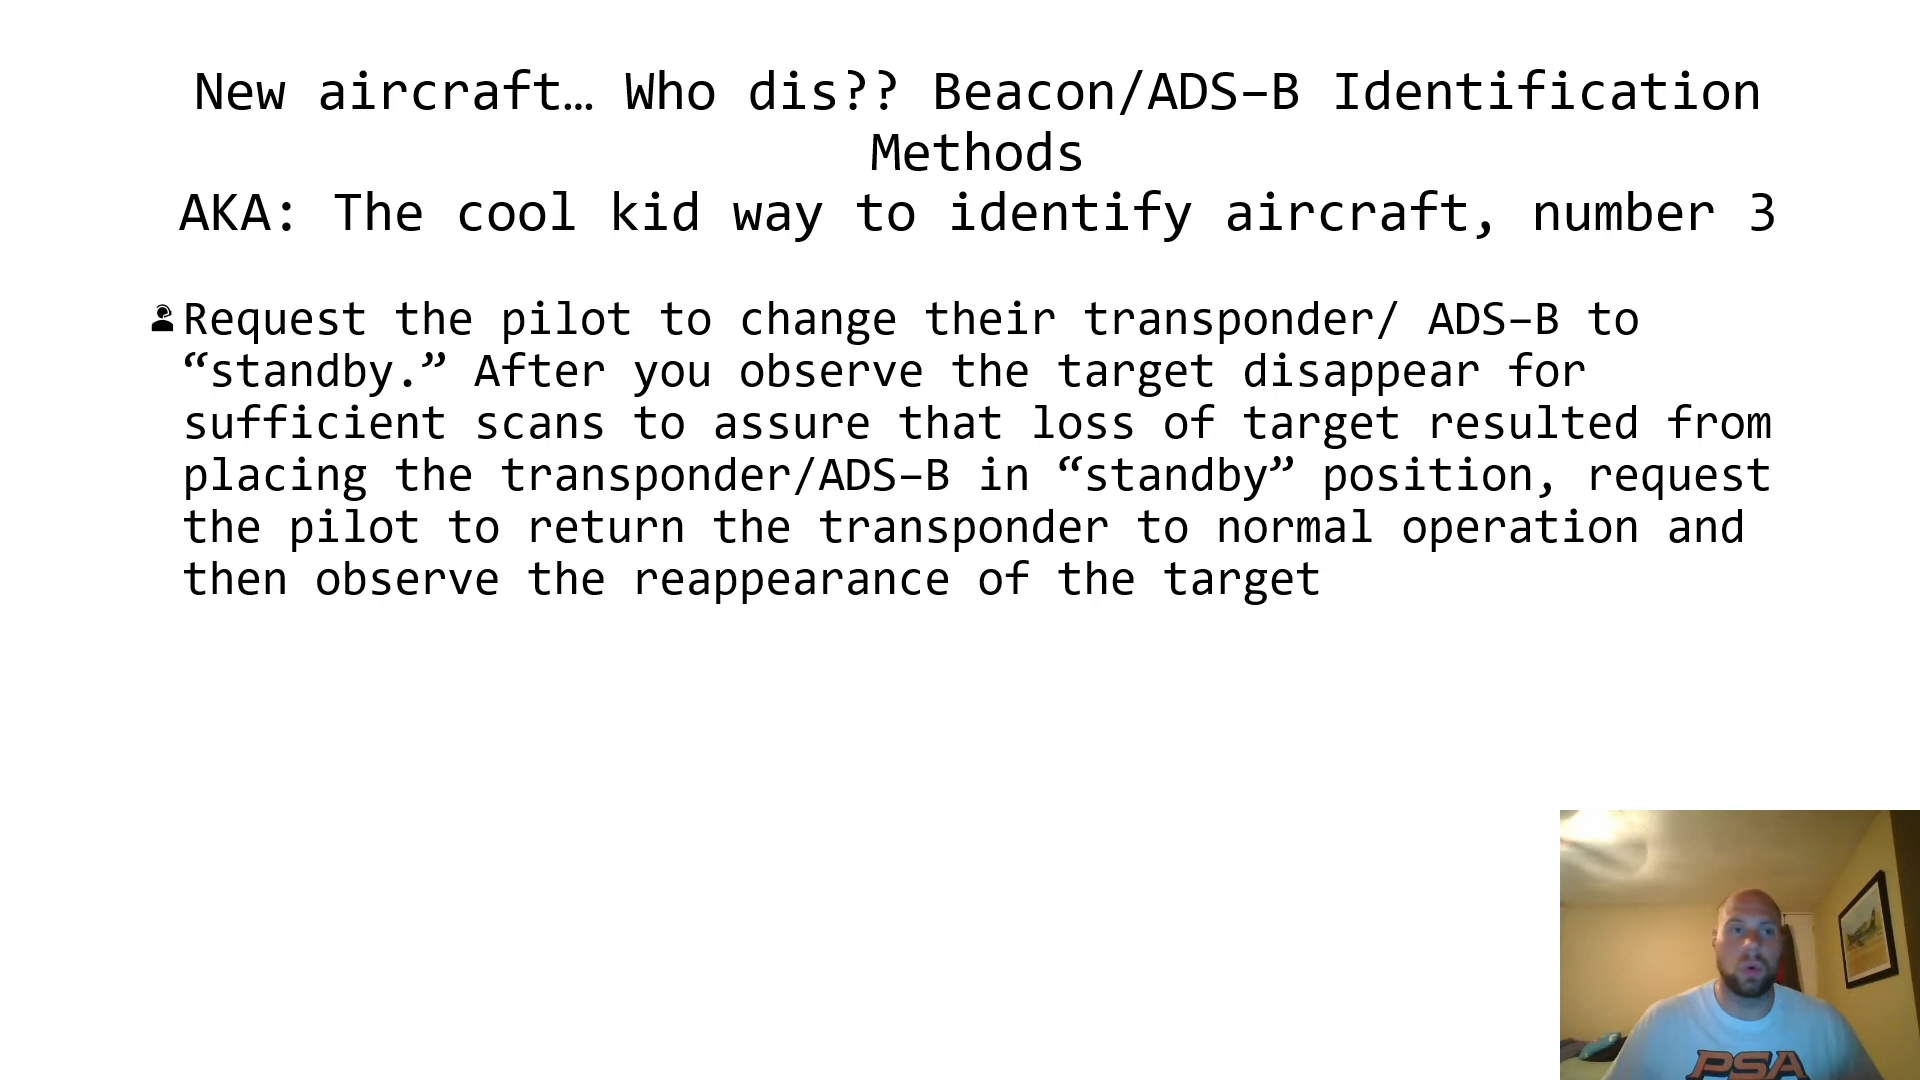 New aircraft… Who dis?? Beacon/ADS–B Identification
Methods
AKA: The cool kid way to identify aircraft, number 3
Request the pilot to change their transponder/ ADS–B to
“standby.” After you observe the target disappear for
sufficient scans to assure that loss of target resulted from
placing the transponder/ADS–B in “standby” position, request
the pilot to return the transponder to normal operation and
then observe the reappearance of the target
PSA